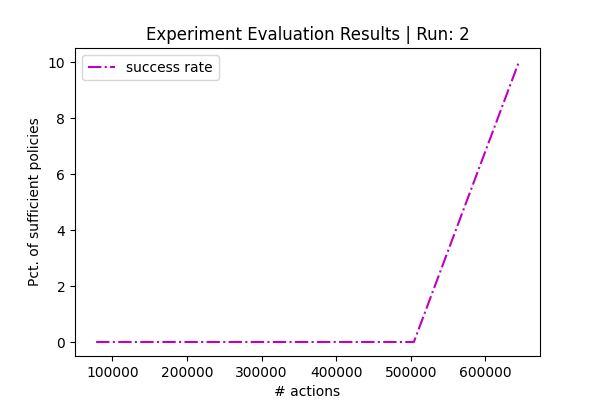 Experiment Evaluation Results | Run: 2
success rate
Pct. of sufficient policies
10
8
6
4
2
0
100000 200000 300000 400000 500000 600000
# actions